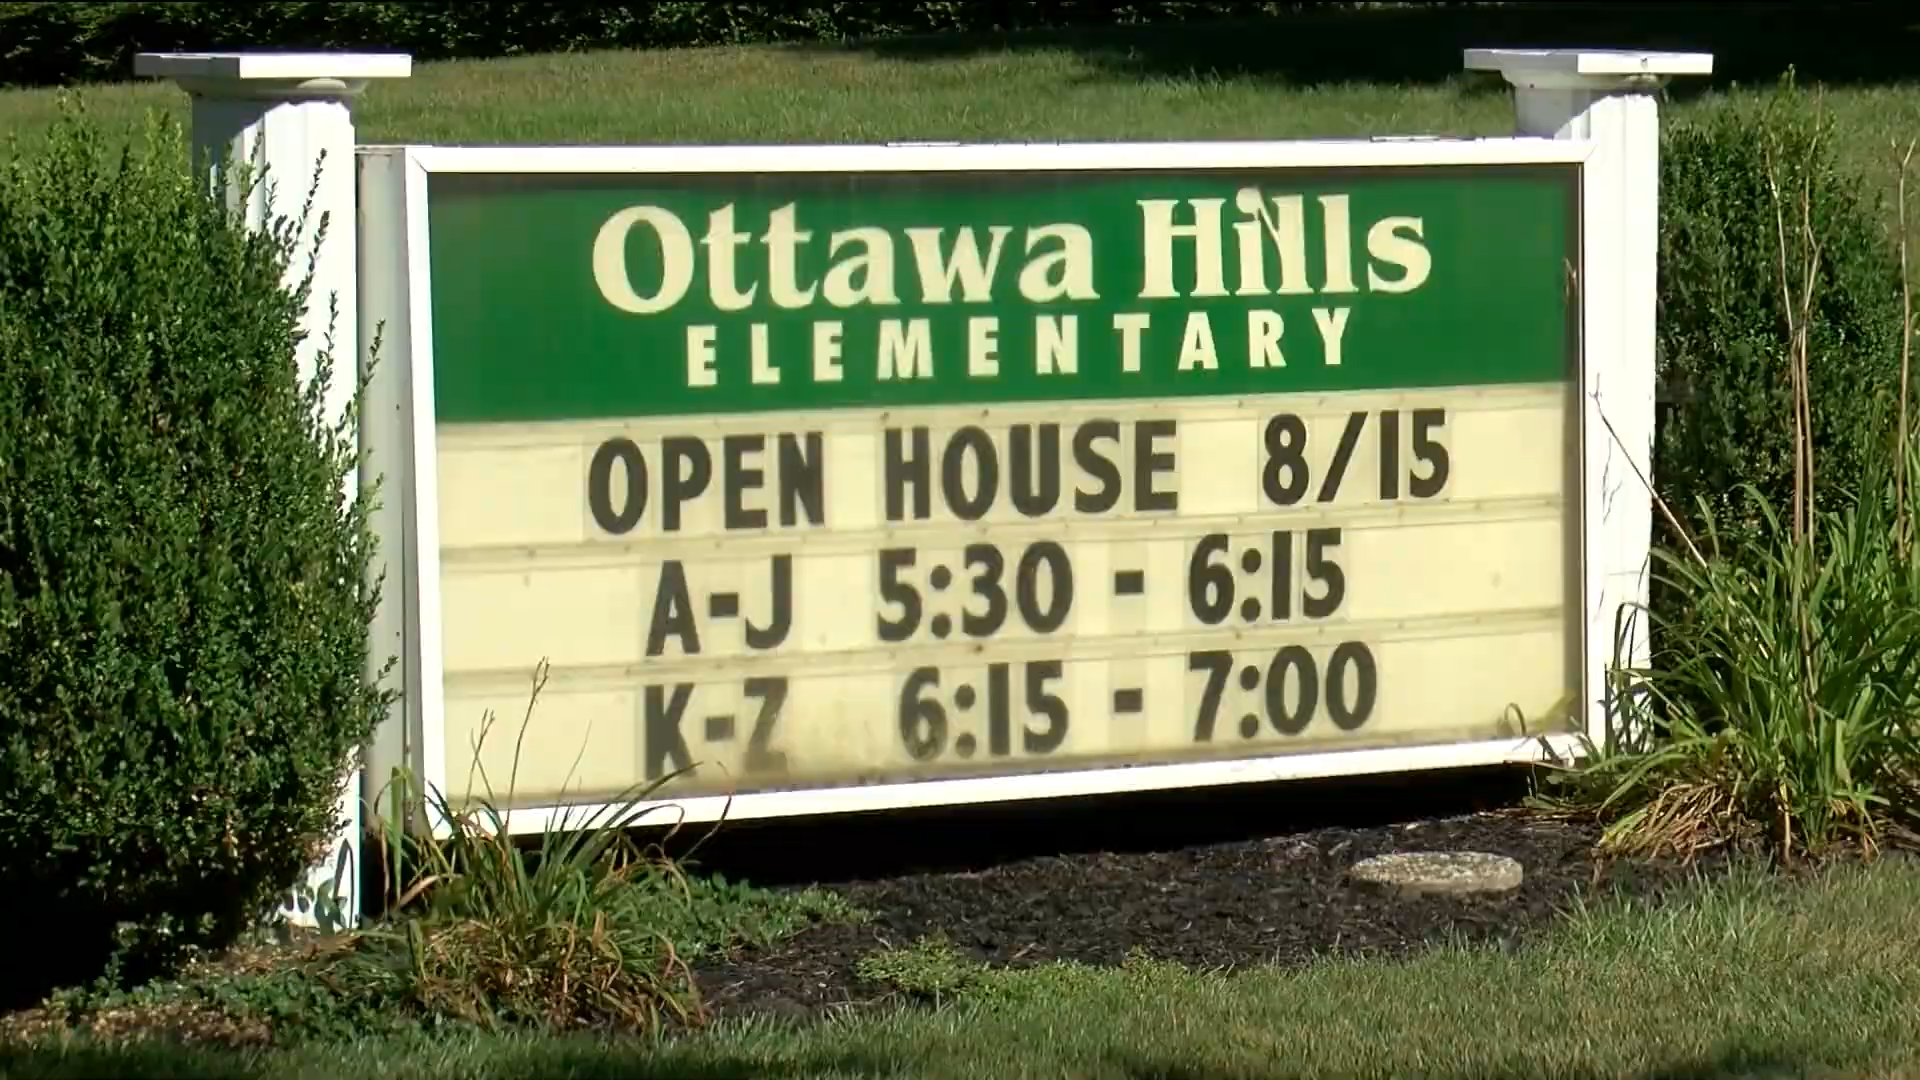 Ottawa Hills
ELEMENTARY
OPEN HOUSE 8/15
A-J 5:30 - 6:15
K-Z 6:15 - 7:00